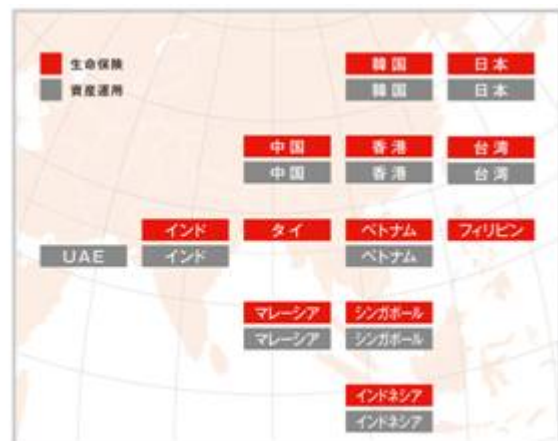 生命保険
資産運用
韓国 日本
韓国 日本
中国 香港 台湾
中国 香港 台湾
インド タイ ベトナム フィリピン
UAE インド ベトナム
マレーシア シンガポール
マレーシア シンガポール
インドネシア
インドネシア